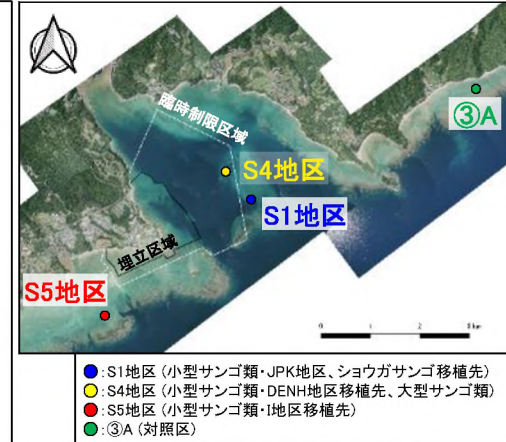 臨時制限区域
③A
S4地区
S1地区
埋立区域
S5地区
0 1 2 3 km
●:S1地区(小型サンゴ類・JPK地区、ショウガサンゴ移植先)
●:S4地区(小型サンゴ類・DENH地区移植先、大型サンゴ類)
●:S5地区(小型サンゴ類・I地区移植先)
●:③A(対照区)